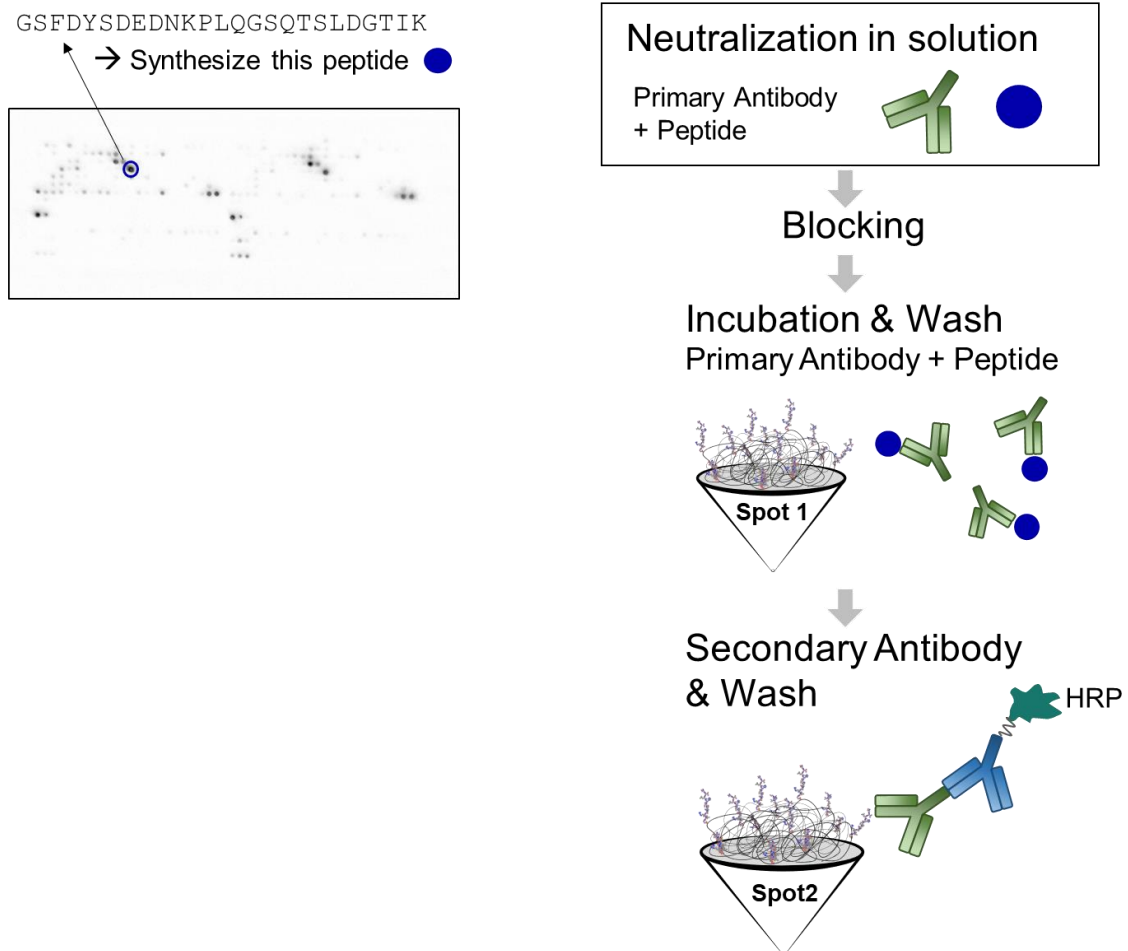 GSFDYSDEDNKPLQGSQTSLDGTIK
→ Synthesize this peptide
Neutralization in solution
Primary Antibody
+ Peptide
Blocking
Incubation & Wash
Primary Antibody + Peptide
Spot 1
Secondary Antibody
& Wash
HRP
Spot2